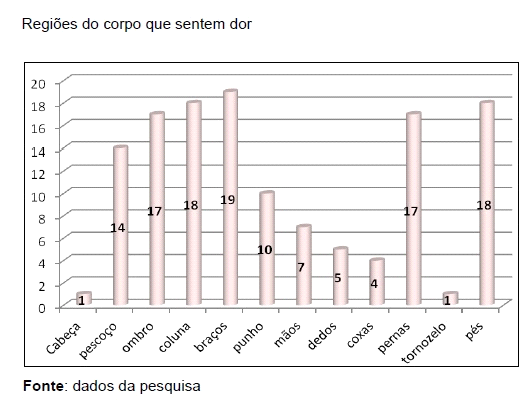 Regiões do corpo que sentem dor
20
18
16
14
12
10
8
6
4
2
0
1
14
17
18
19
10
7
5
4
17
1
18
Cabeça
pescoço
ombro
coluna
braços
punho
mãos
dedos
coxas
pernas
tornozelo
pés
Fonte: dados da pesquisa